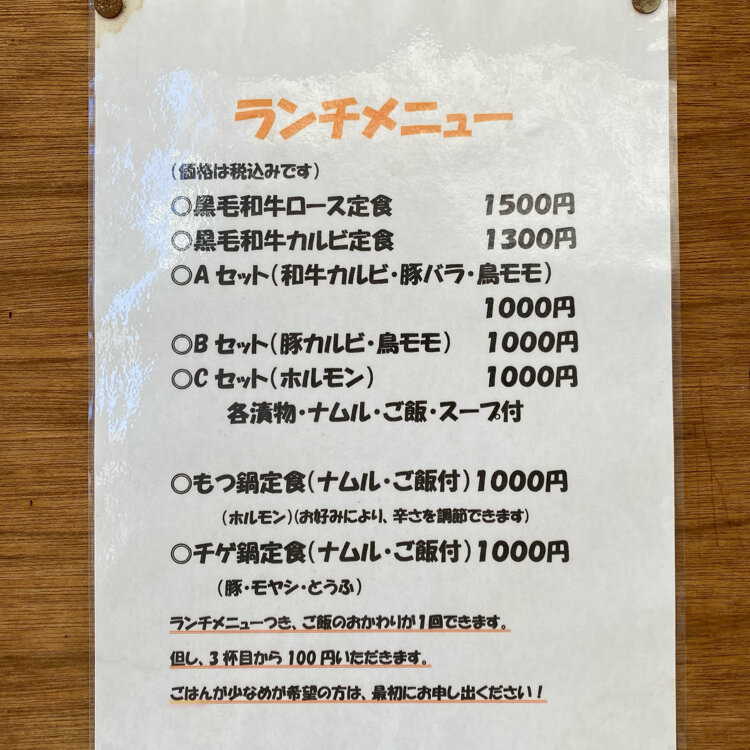 ランチメニュー
(価格は税込みです)
○黒毛和牛ロース定食 1500円
○黒毛和牛カルビ定食 1300円
○Aセット(和牛カルビ・豚バラ・鳥モモ)
1000円
○Bセット(豚カルビ・鳥モモ) 1000円
○Cセット(ホルモン) 1000円
各漬物・ナムル・ご飯・スープ付
○もつ鍋定食(ナムル・ご飯付)1000円
(ホルモン)(お好みにより、辛さを調節できます)
○チゲ鍋定食(ナムル・ご飯付)1000円
(豚・モヤシ・とうふ)
ランチメニューつき、ご飯のおかわりが1回できます。
但し、3杯目から100円いただきます。
ごはんが少なめが希望の方は、最初にお申し出ください!